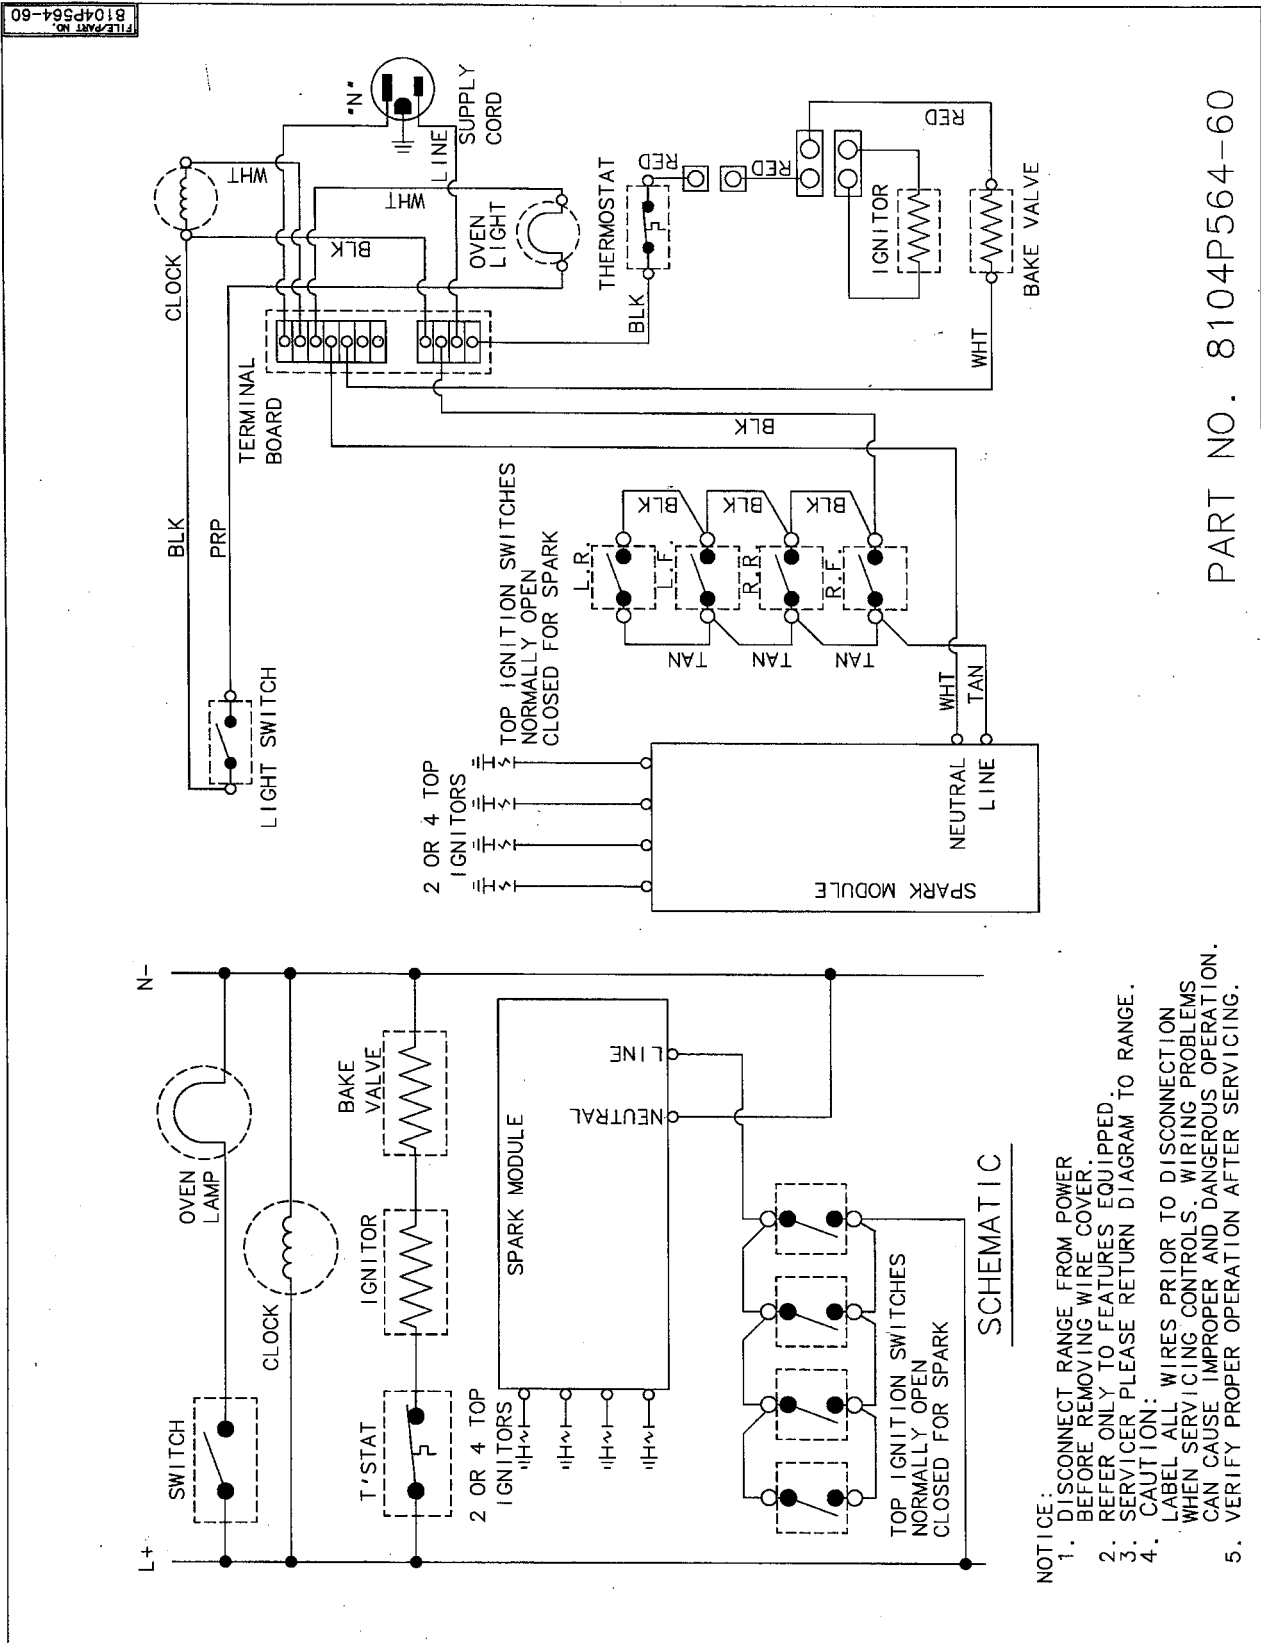 FILE/PART NO.
8104P564-60
"N"
SUPPLY
CORD
LINE
WHT
WHT
BLK
CLOCK
OVEN
LIGHT
THERMOSTAT
RED
RED
RED
IGNITOR
BAKE VALVE
BLK
WHT
TERMINAL
BOARD
BLK
BLK
PRP
LIGHT SWITCH
TOP IGNITION SWITCHES
NORMALLY OPEN
CLOSED FOR SPARK
L.R.
L.F.
R.R.
R.F.
BLK
BLK
BLK
TAN
TAN
TAN
WHT
TAN
2 OR 4 TOP
IGNITORS
NEUTRAL
LINE
SPARK MODULE
PART NO. 8104P564-60
L+
N-
SWITCH
OVEN
LAMP
CLOCK
T'STAT
IGNITOR
BAKE
VALVE
2 OR 4 TOP
IGNITORS
SPARK MODULE
LINE
NEUTRAL
TOP IGNITION SWITCHES
NORMALLY OPEN
CLOSED FOR SPARK
SCHEMATIC
NOTICE:
1. DISCONNECT RANGE FROM POWER
BEFORE REMOVING WIRE COVER.
2. REFER ONLY TO FEATURES EQUIPPED.
3. SERVICER PLEASE RETURN DIAGRAM TO RANGE.
4. CAUTION:
LABEL ALL WIRES PRIOR TO DISCONNECTION
WHEN SERVICING CONTROLS. WIRING PROBLEMS
CAN CAUSE IMPROPER AND DANGEROUS OPERATION.
5. VERIFY PROPER OPERATION AFTER SERVICING.